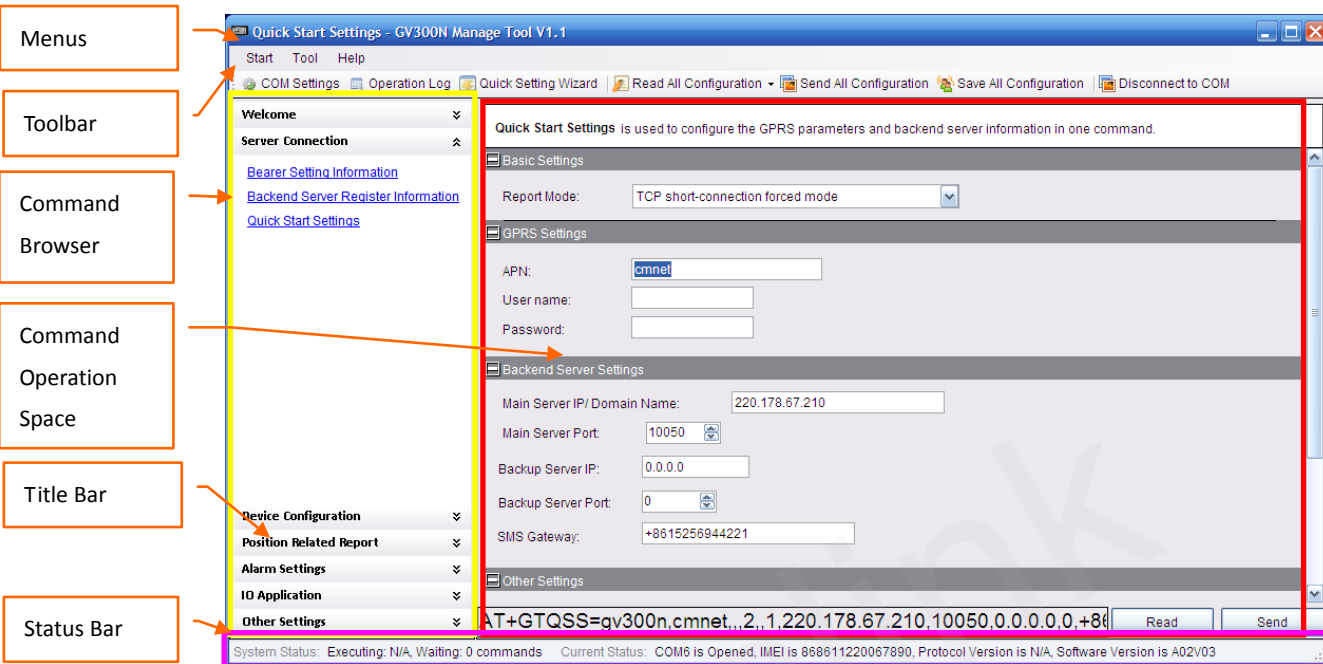 Menus
Toolbar
Command
Browser
Command
Operation
Space
Title Bar
Status Bar
Quick Start Settings - GV300N Manage Tool V1.1
Start Tool Help
COM Settings Operation Log Quick Setting Wizard Read All Configuration Send All Configuration Save All Configuration Disconnect to COM
Welcome
Server Connection
Bearer Setting Information
Backend Server Register Information
Quick Start Settings
Device Configuration
Position Related Report
Alarm Settings
IO Application
Other Settings
Quick Start Settings is used to configure the GPRS parameters and backend server information in one command.
Basic Settings
Report Mode: TCP short-connection forced mode
GPRS Settings
APN: cmnet
User name:
Password:
Backend Server Settings
Main Server IP/ Domain Name: 220.178.67.210
Main Server Port: 10050
Backup Server IP: 0.0.0.0
Backup Server Port: 0
SMS Gateway: +8615256944221
Other Settings
AT+GTQSS=gv300n,cmnet,,,2,,1,220.178.67.210,10050,0.0.0.0,0,+86 Read Send
System Status: Executing: N/A, Waiting: 0 commands Current Status: COM6 is Opened, IMEI is 868611220067890, Protocol Version is N/A, Software Version is A02V03